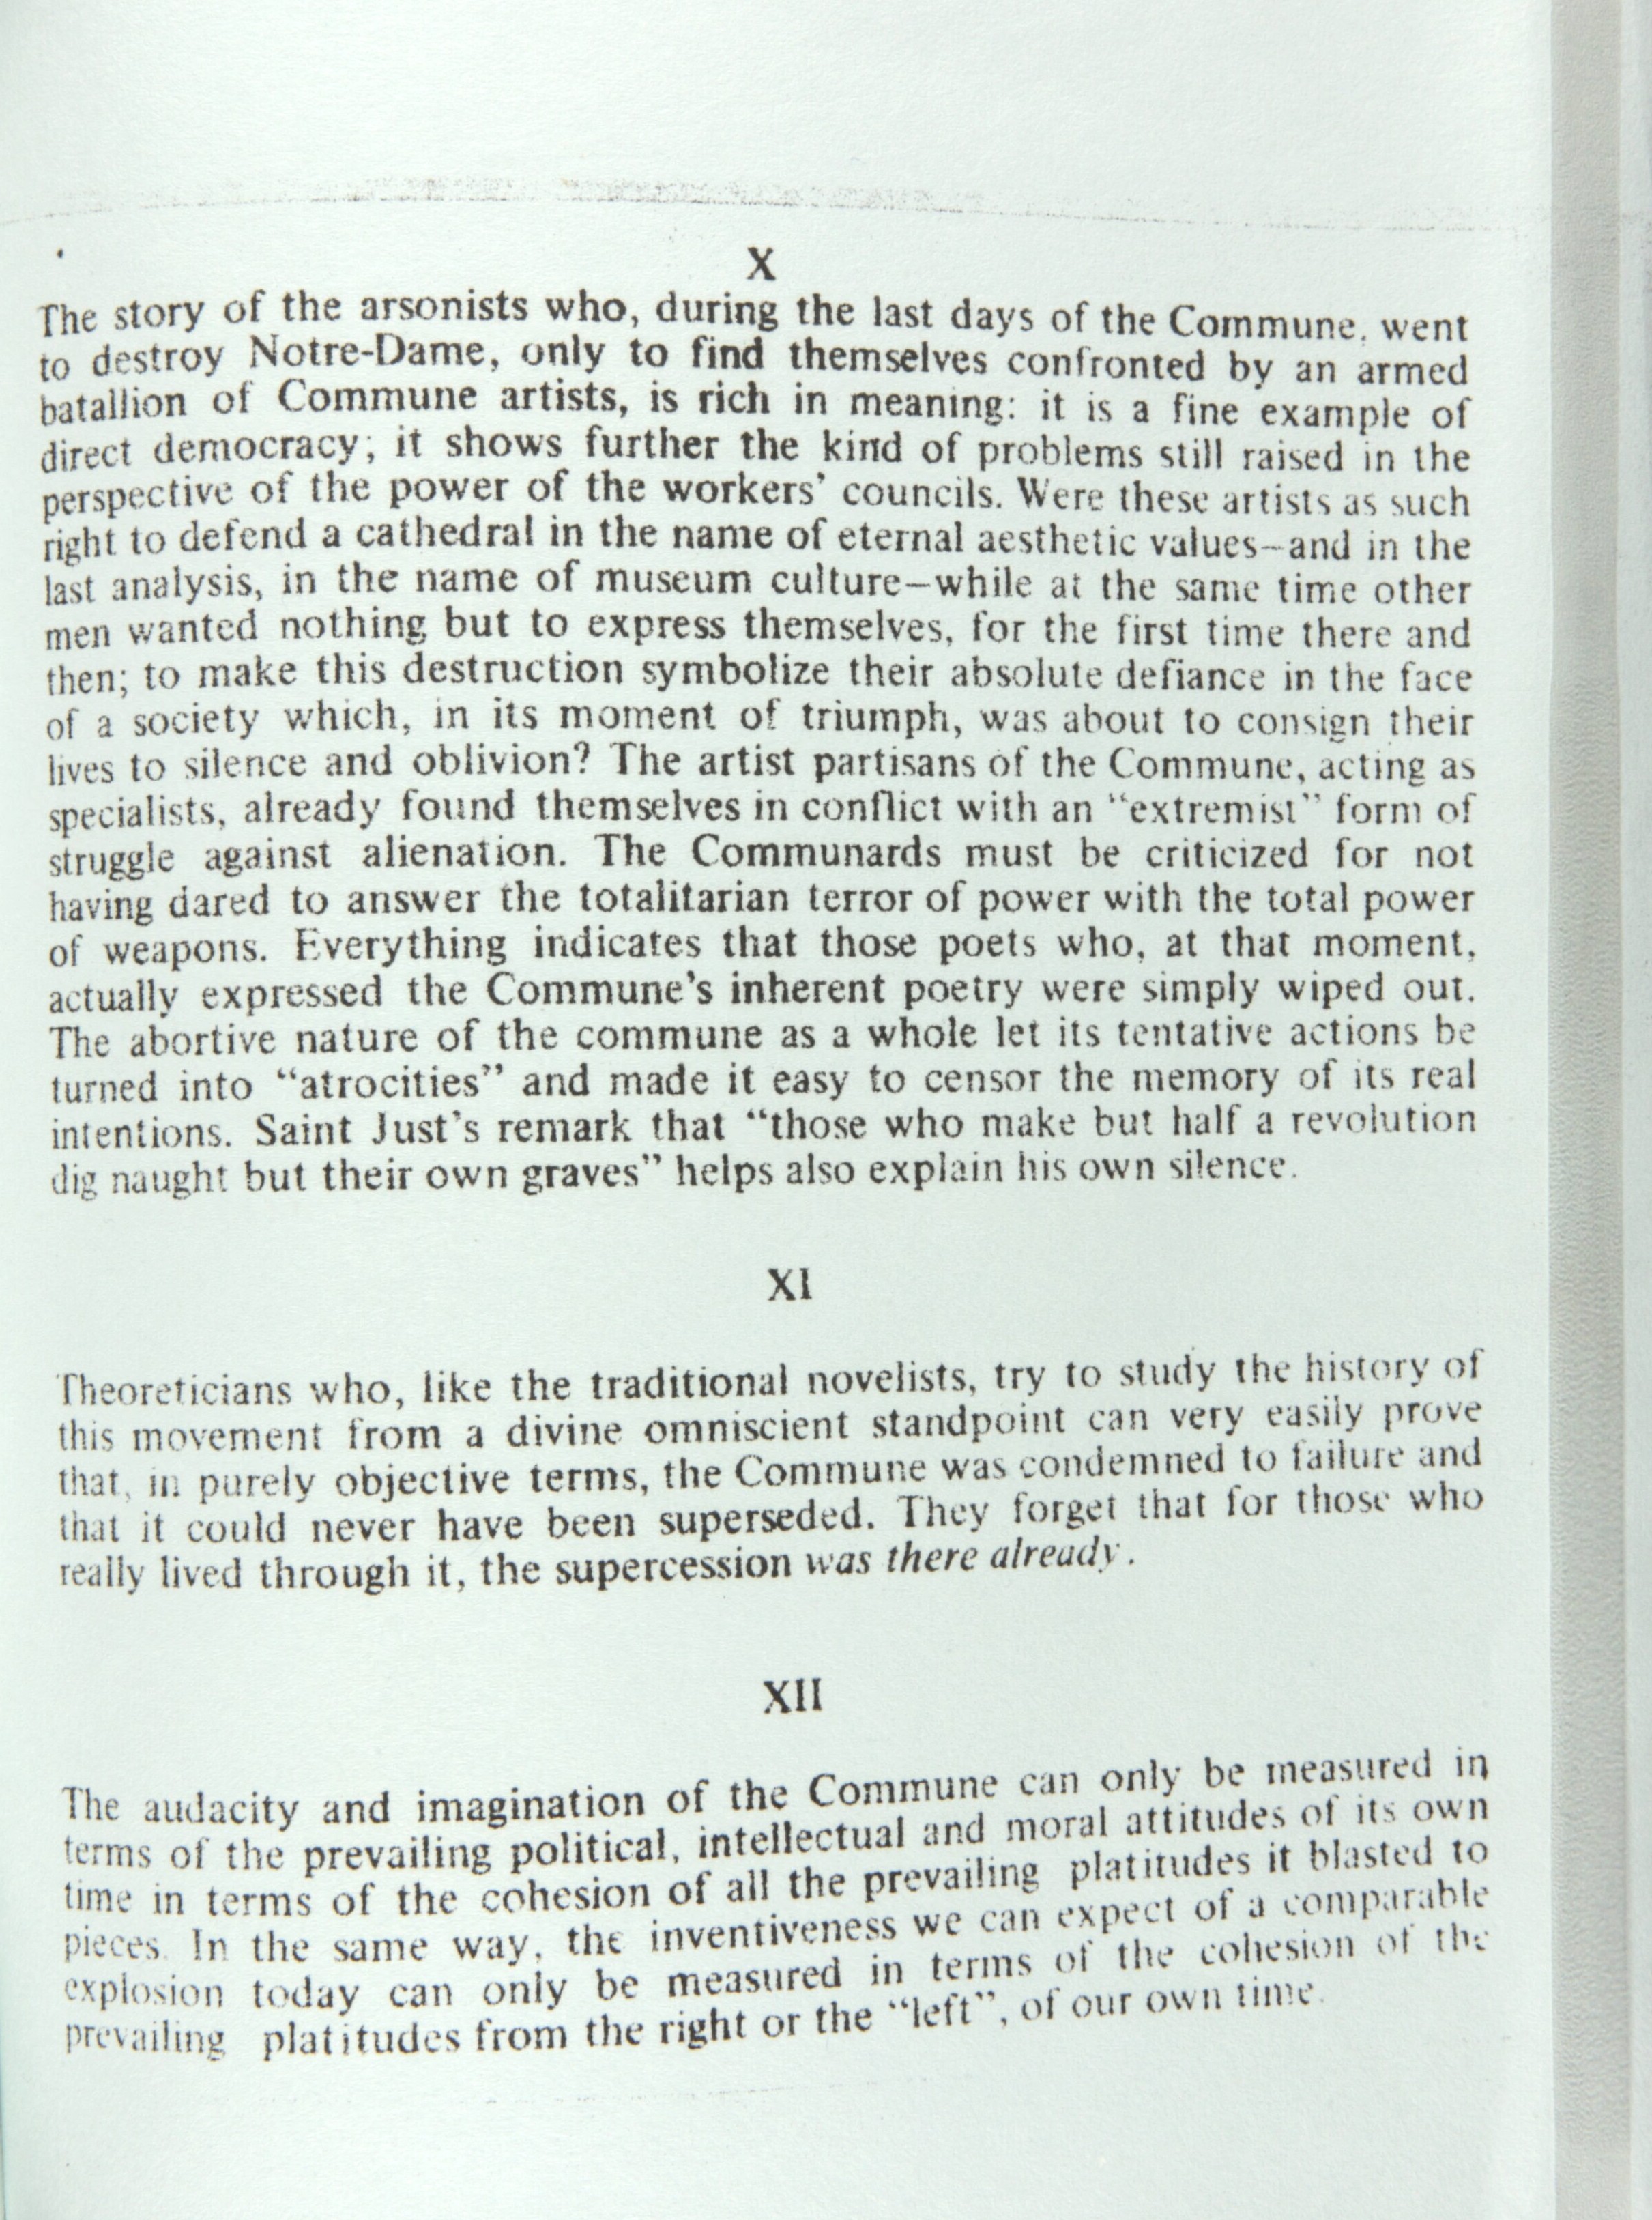 X
The story of the arsonists who, during the last days of the Commune, went
to destroy Notre-Dame, only to find themselves confronted by an armed
batallion of Commune artists, is rich in meaning: it is a fine example of
direct democracy; it shows further the kind of problems still raised in the
perspective of the power of the workers' councils. Were these artists as such
right to defend a cathedral in the name of eternal aesthetic values—and in the
last analysis, in the name of museum culture—while at the same time other
men wanted nothing but to express themselves, for the first time there and
then; to make this destruction symbolize their absolute defiance in the face
of a society which, in its moment of triumph, was about to consign their
lives to silence and oblivion? The artist partisans of the Commune, acting as
specialists, already found themselves in conflict with an “extremist” form of
struggle against alienation. The Communards must be criticized for not
having dared to answer the totalitarian terror of power with the total power
of weapons. Everything indicates that those poets who, at that moment,
actually expressed the Commune's inherent poetry were simply wiped out.
The abortive nature of the commune as a whole let its tentative actions be
turned into “atrocities” and made it easy to censor the memory of its real
intentions. Saint Just's remark that “those who make but half a revolution
dig naught but their own graves” helps also explain his own silence.
XI
Theoreticians who, like the traditional novelists, try to study the history of
this movement from a divine omniscient standpoint can very easily prove
that, in purely objective terms, the Commune was condemned to failure and
that it could never have been superseded. They forget that for those who
really lived through it, the supercession was there already.
XII
The audacity and imagination of the Commune can only be measured in
terms of the prevailing political, intellectual and moral attitudes of its own
time in terms of the cohesion of all the prevailing platitudes it blasted to
pieces. In the same way, the inventiveness we can expect of a comparable
explosion today can only be measured in terms of the cohesion of the
prevailing platitudes from the right or the “left”, of our own time.